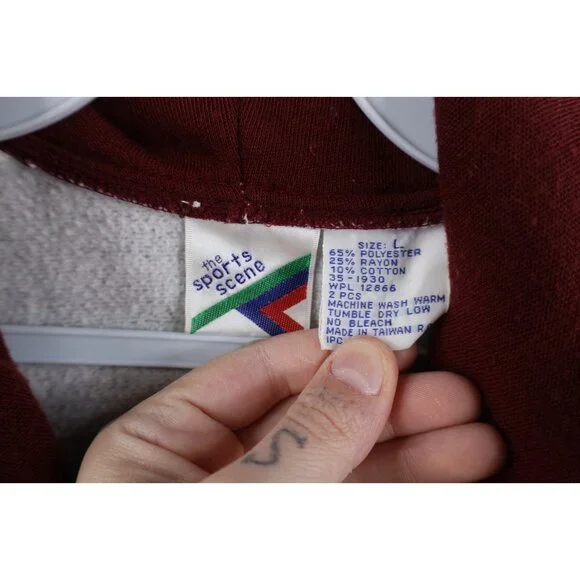 the
sports
scene
SIZE: L
65% POLYESTER
25% RAYON
10% COTTON
35-1930
WPL 12866
2 PCS
MACHINE WASH WARM
TUMBLE DRY LOW
NO BLEACH
MADE IN TAIWAN R.
IPC